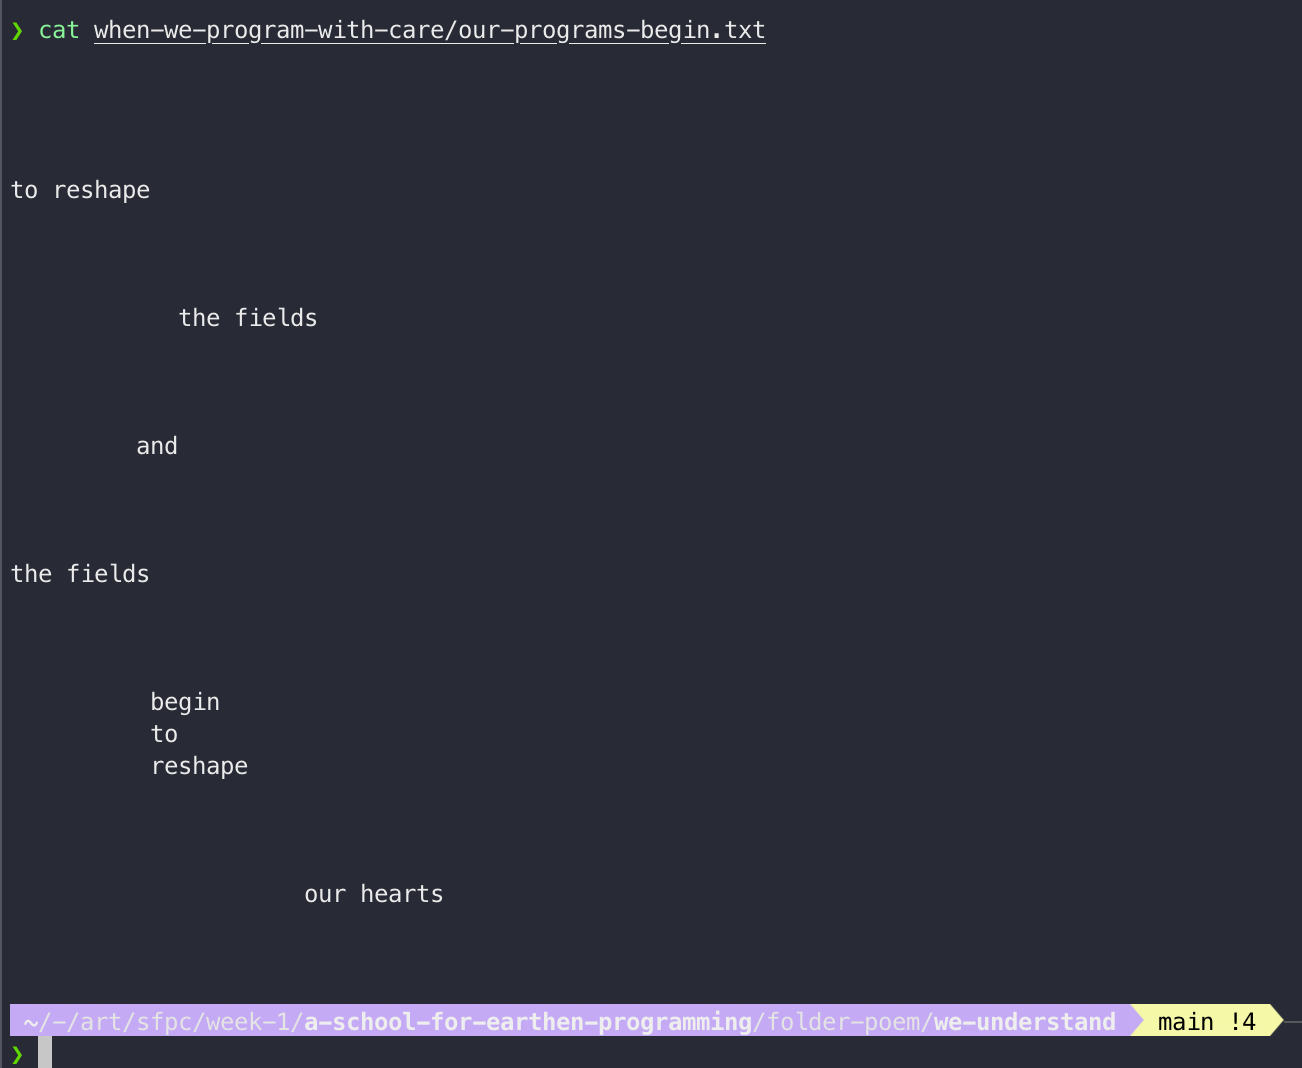 ❯ cat when-we-program-with-care/our-programs-begin.txt
to reshape
the fields
and
the fields
begin
to
reshape
our hearts
~/-/art/sfpc/week-1/a-school-for-earthen-programming/folder-poem/we-understand main !4
❯